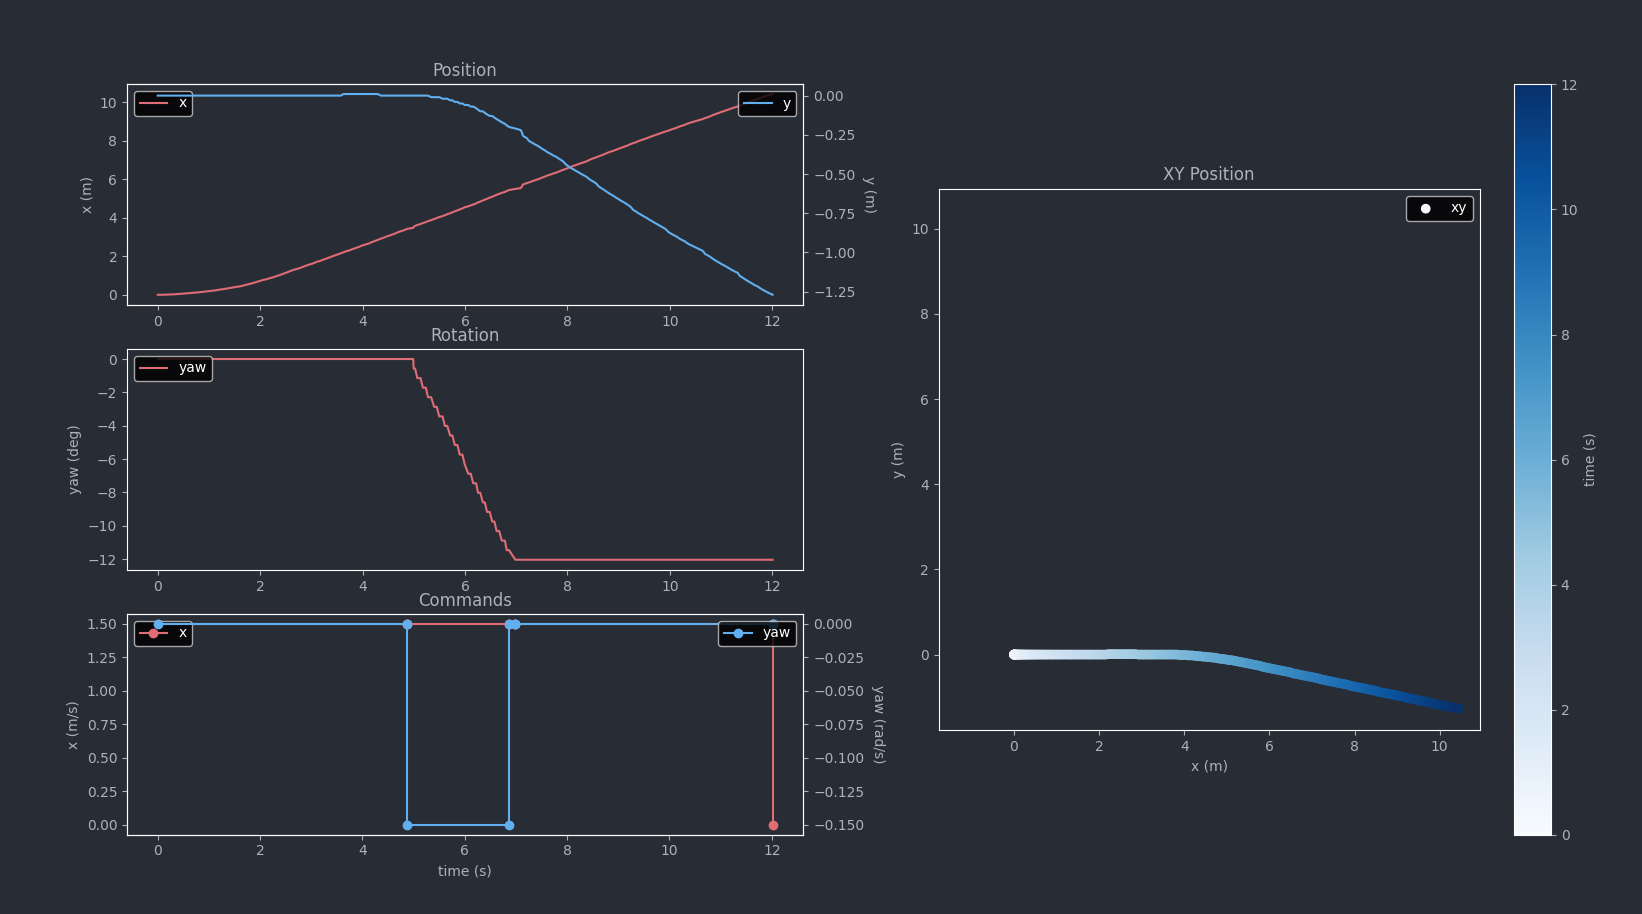 Position
x
y
10
8
6
4
2
0
x (m)
0.00
−0.25
−0.50
−0.75
−1.00
−1.25
y (m)
0 2 4 6 8 10 12
Rotation
yaw
0
−2
−4
−6
−8
−10
−12
yaw (deg)
0 2 4 6 8 10 12
Commands
x
yaw
1.50
1.25
1.00
0.75
0.50
0.25
0.00
x (m/s)
0.000
−0.025
−0.050
−0.075
−0.100
−0.125
−0.150
yaw (rad/s)
0 2 4 6 8 10 12
time (s)
XY Position
xy
10
8
6
4
2
0
y (m)
0 2 4 6 8 10
x (m)
12
10
8
6
4
2
0
time (s)